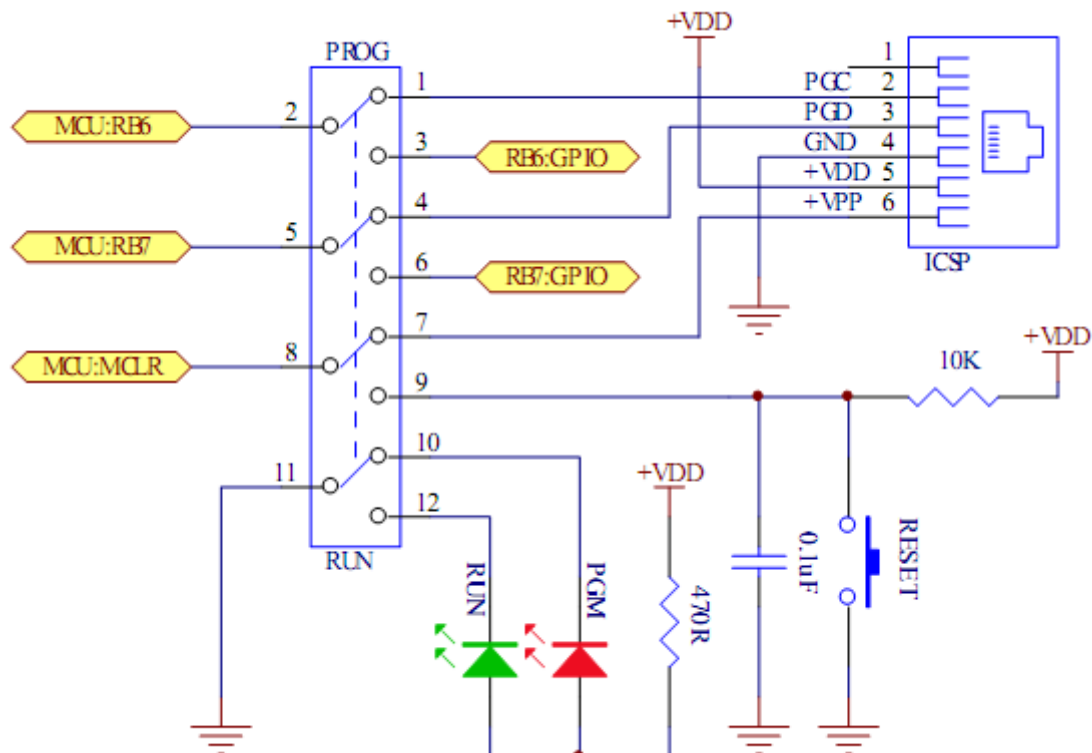 +VDD
PROG
1
1
PGC 2
2
MCU:RB6
PGD 3
3
RB6:GPIO
GND 4
+VDD 5
4
+VPP 6
5
MCU:RB7
6
RB7:GPIO
ICSP
7
8
MCU:MCLR
+VDD
10K
9
10
11
+VDD
12
RUN
RUN
PGM
470R
0.1uF
RESET